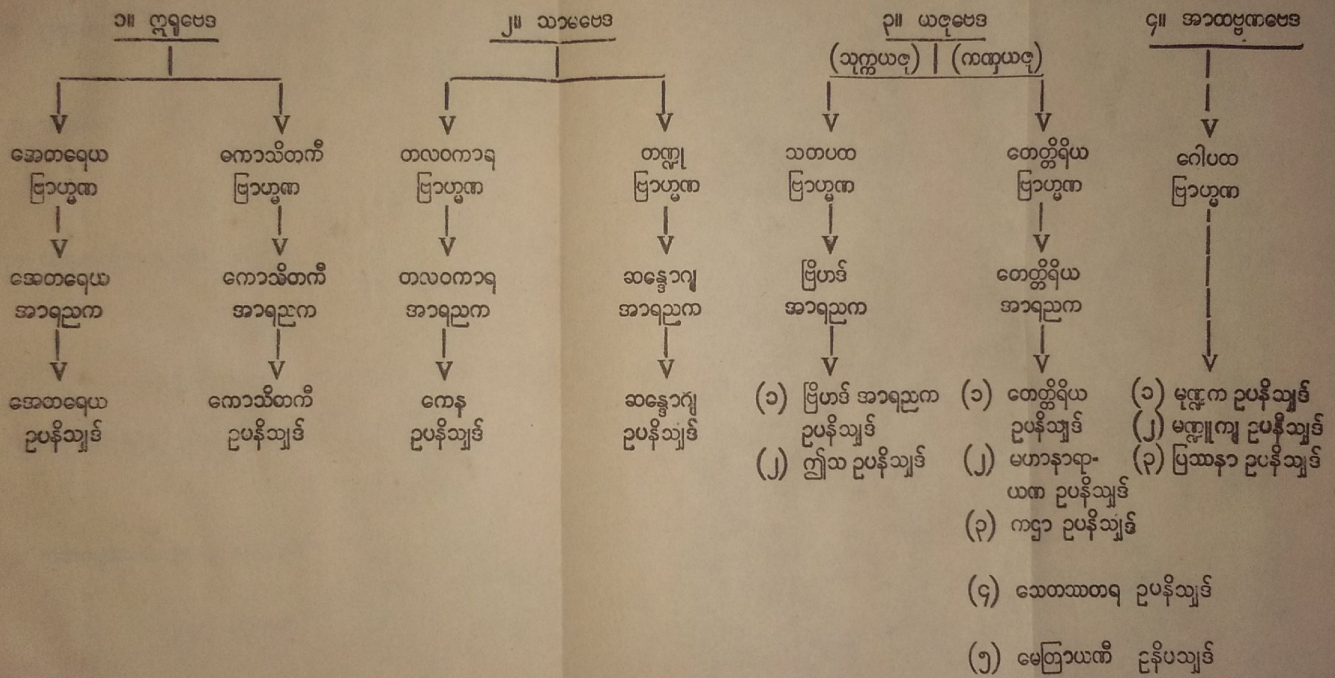 ၁။ ဣရုဗေဒ
၂။ သာမဗေဒ
၃။ ယဇုဗေဒ
၄။ အာထဗ္ဗဏဗေဒ
(သုက္ကယဇု) | (ကဏှယဇု)
အေတရေယ
ဗြာဟ္မဏ
ကောသိတကီ
ဗြာဟ္မဏ
တလဝကာရ
ဗြာဟ္မဏ
တဏ္ဍု
ဗြာဟ္မဏ
သတပထ
ဗြာဟ္မဏ
တေတ္တိရိယ
ဗြာဟ္မဏ
ဂေါပထ
ဗြာဟ္မဏ
အေတရေယ
အာရညက
ကောသိတကီ
အာရညက
တလဝကာရ
အာရညက
ဆန္ဒောဂျ
အာရညက
ဗြိဟဒ်
အာရညက
တေတ္တိရိယ
အာရညက
အေတရေယ
ဥပနိသျှဒ်
ကောသိတကီ
ဥပနိသျှဒ်
ကေန
ဥပနိသျှဒ်
ဆန္ဒောဂျံ
ဥပနိသျှဒ်
(၁) ဗြိဟဒ် အာရညက
ဥပနိသျှဒ်
(၂) ဤသ ဥပနိသျှဒ်
(၁) တေတ္တိရိယ
ဥပနိသျှဒ်
(၂) မဟာနာရာ-
ယဏ ဥပနိသျှဒ်
(၃) ကဌာ ဥပနိသျှဒ်
(၄) သေတာဿတရ ဥပနိသျှဒ်
(၅) မေတြာယဏီ ဥနိပသျှဒ်
(၁) မုဏ္ဍက ဥပနိသျှဒ်
(၂) မဏ္ဍူကျ ဥပနီသျှဒ်
(၃) ပြဿနာ ဥပနိသျှဒ်